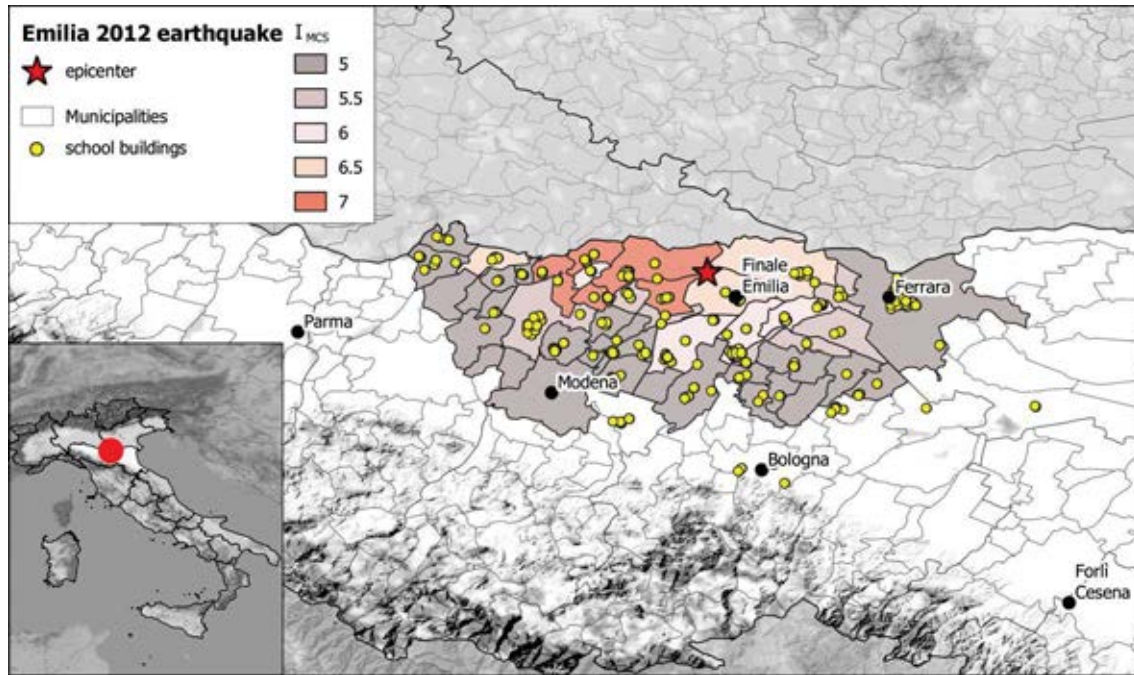 Emilia 2012 earthquake
I MCS
epicenter
5
5.5
Municipalities
6
school buildings
6.5
7
Finale
Emilia
Ferrara
Parma
Modena
Bologna
Forlì
Cesena